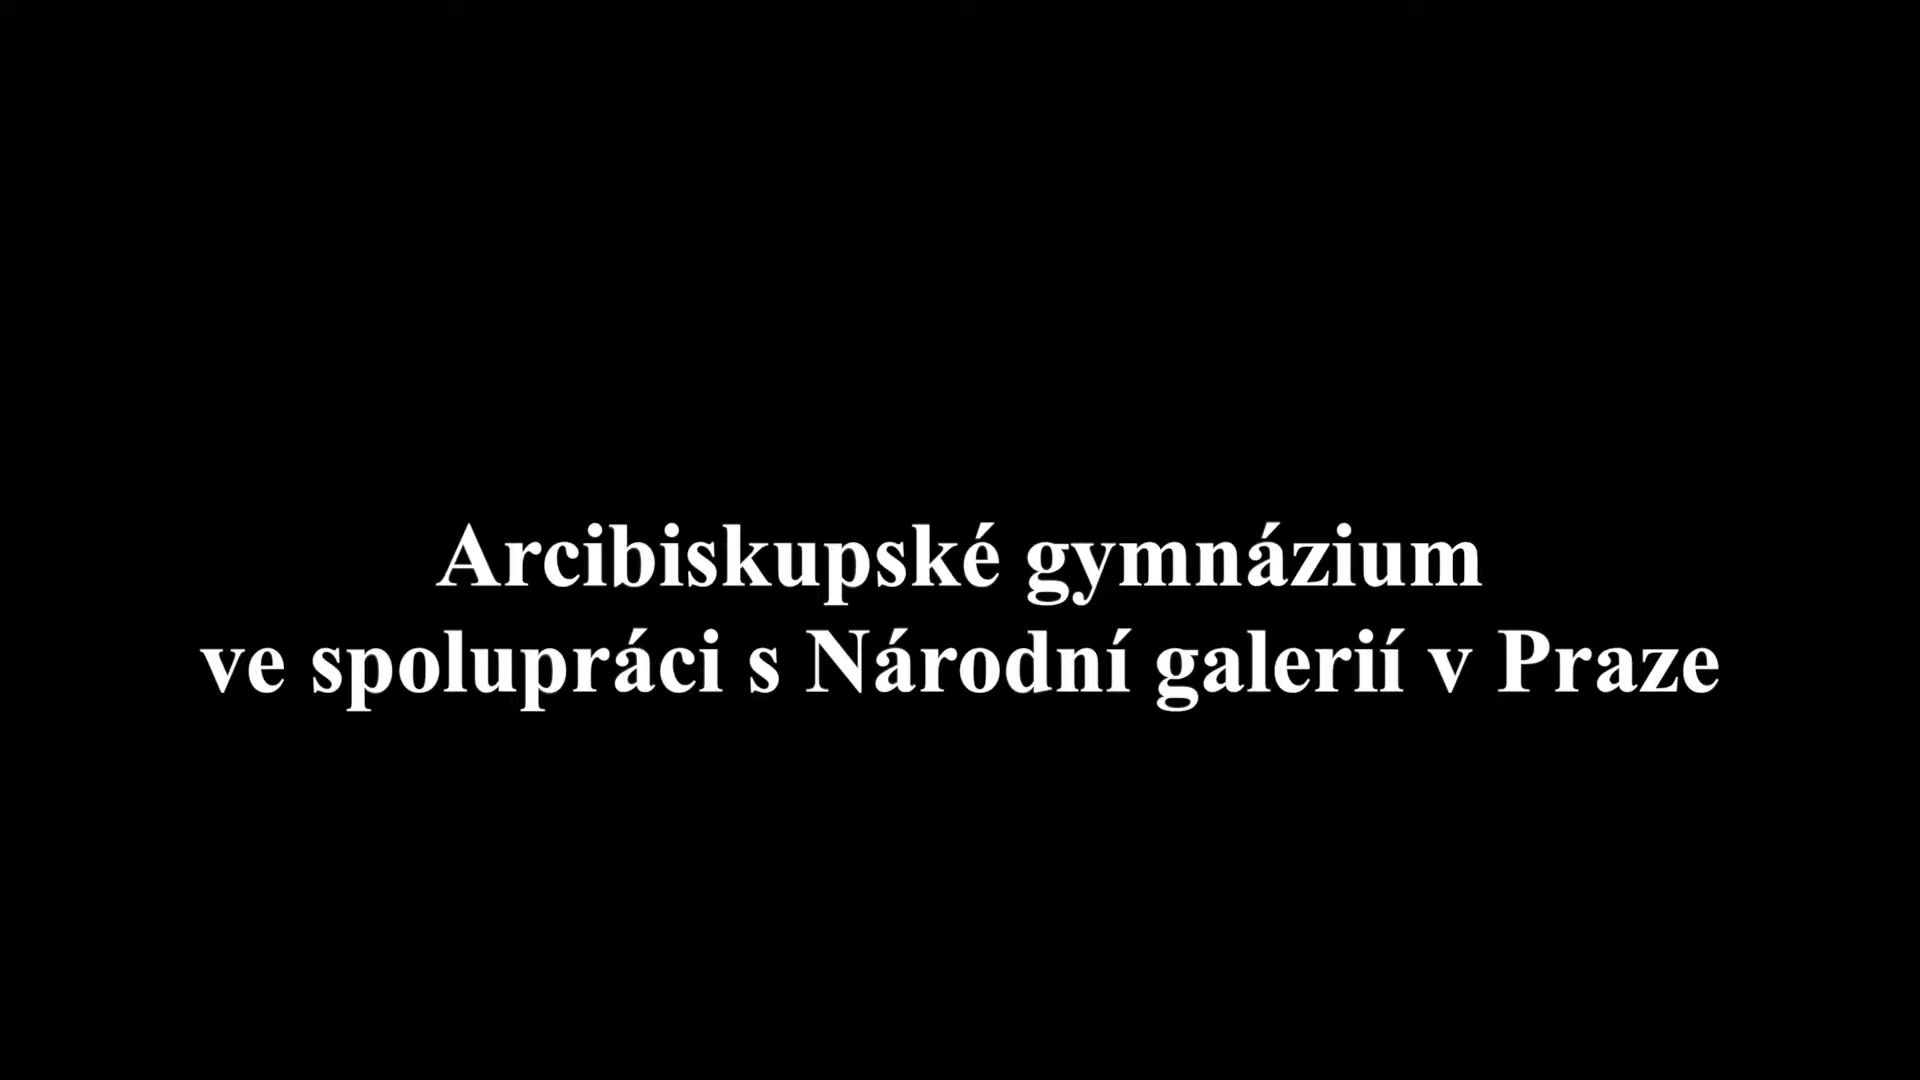 Arcibiskupské gymnázium
ve spolupráci s Národní galerií v Praze